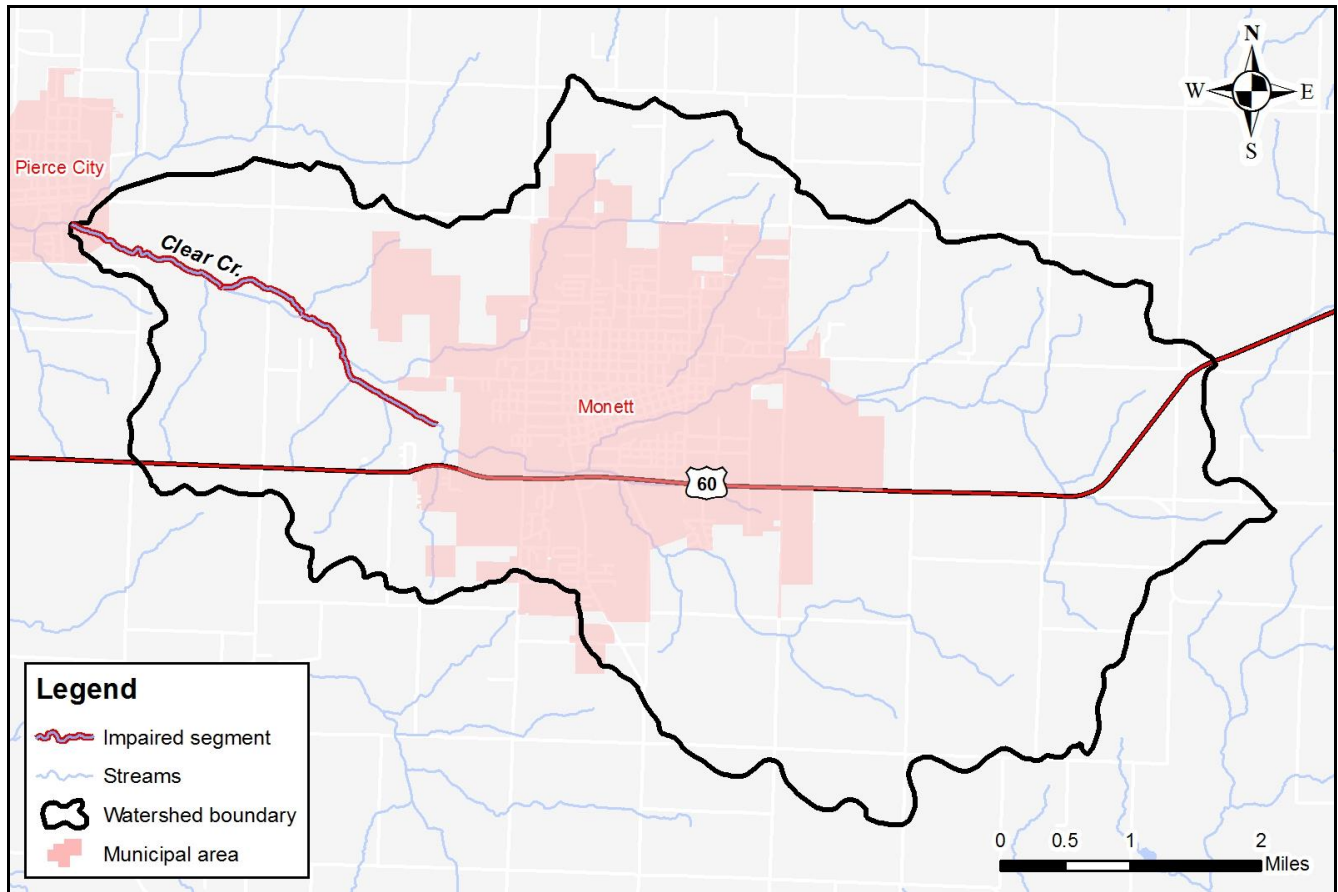 N
W E
S
Pierce City
Clear Cr.
Monett
60
Legend
Impaired segment
Streams
Watershed boundary
Municipal area
0 0.5 1 2
Miles